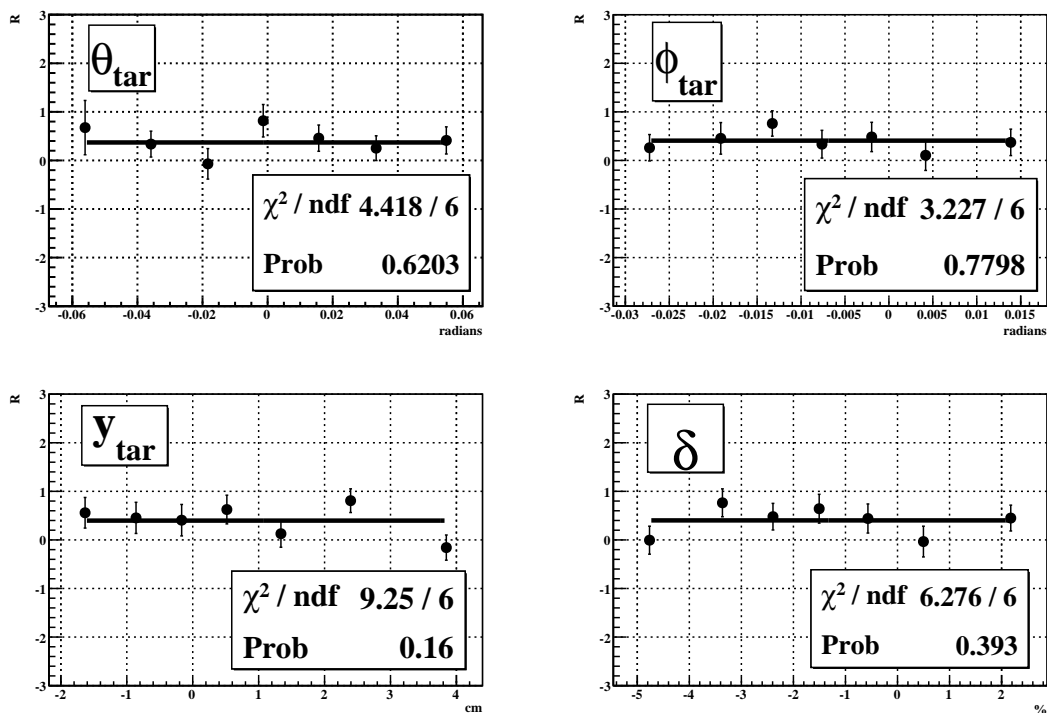 R
3
2
1
0
-1
-2
-3
θtar
χ² / ndf 4.418 / 6
Prob 0.6203
-0.06 -0.04 -0.02 0 0.02 0.04 0.06
radians
R
3
2
1
0
-1
-2
-3
ϕtar
χ² / ndf 3.227 / 6
Prob 0.7798
-0.03 -0.025 -0.02 -0.015 -0.01 -0.005 0 0.005 0.01 0.015
radians
R
3
2
1
0
-1
-2
-3
ytar
χ² / ndf 9.25 / 6
Prob 0.16
-2 -1 0 1 2 3 4
cm
R
3
2
1
0
-1
-2
-3
δ
χ² / ndf 6.276 / 6
Prob 0.393
-5 -4 -3 -2 -1 0 1 2
%